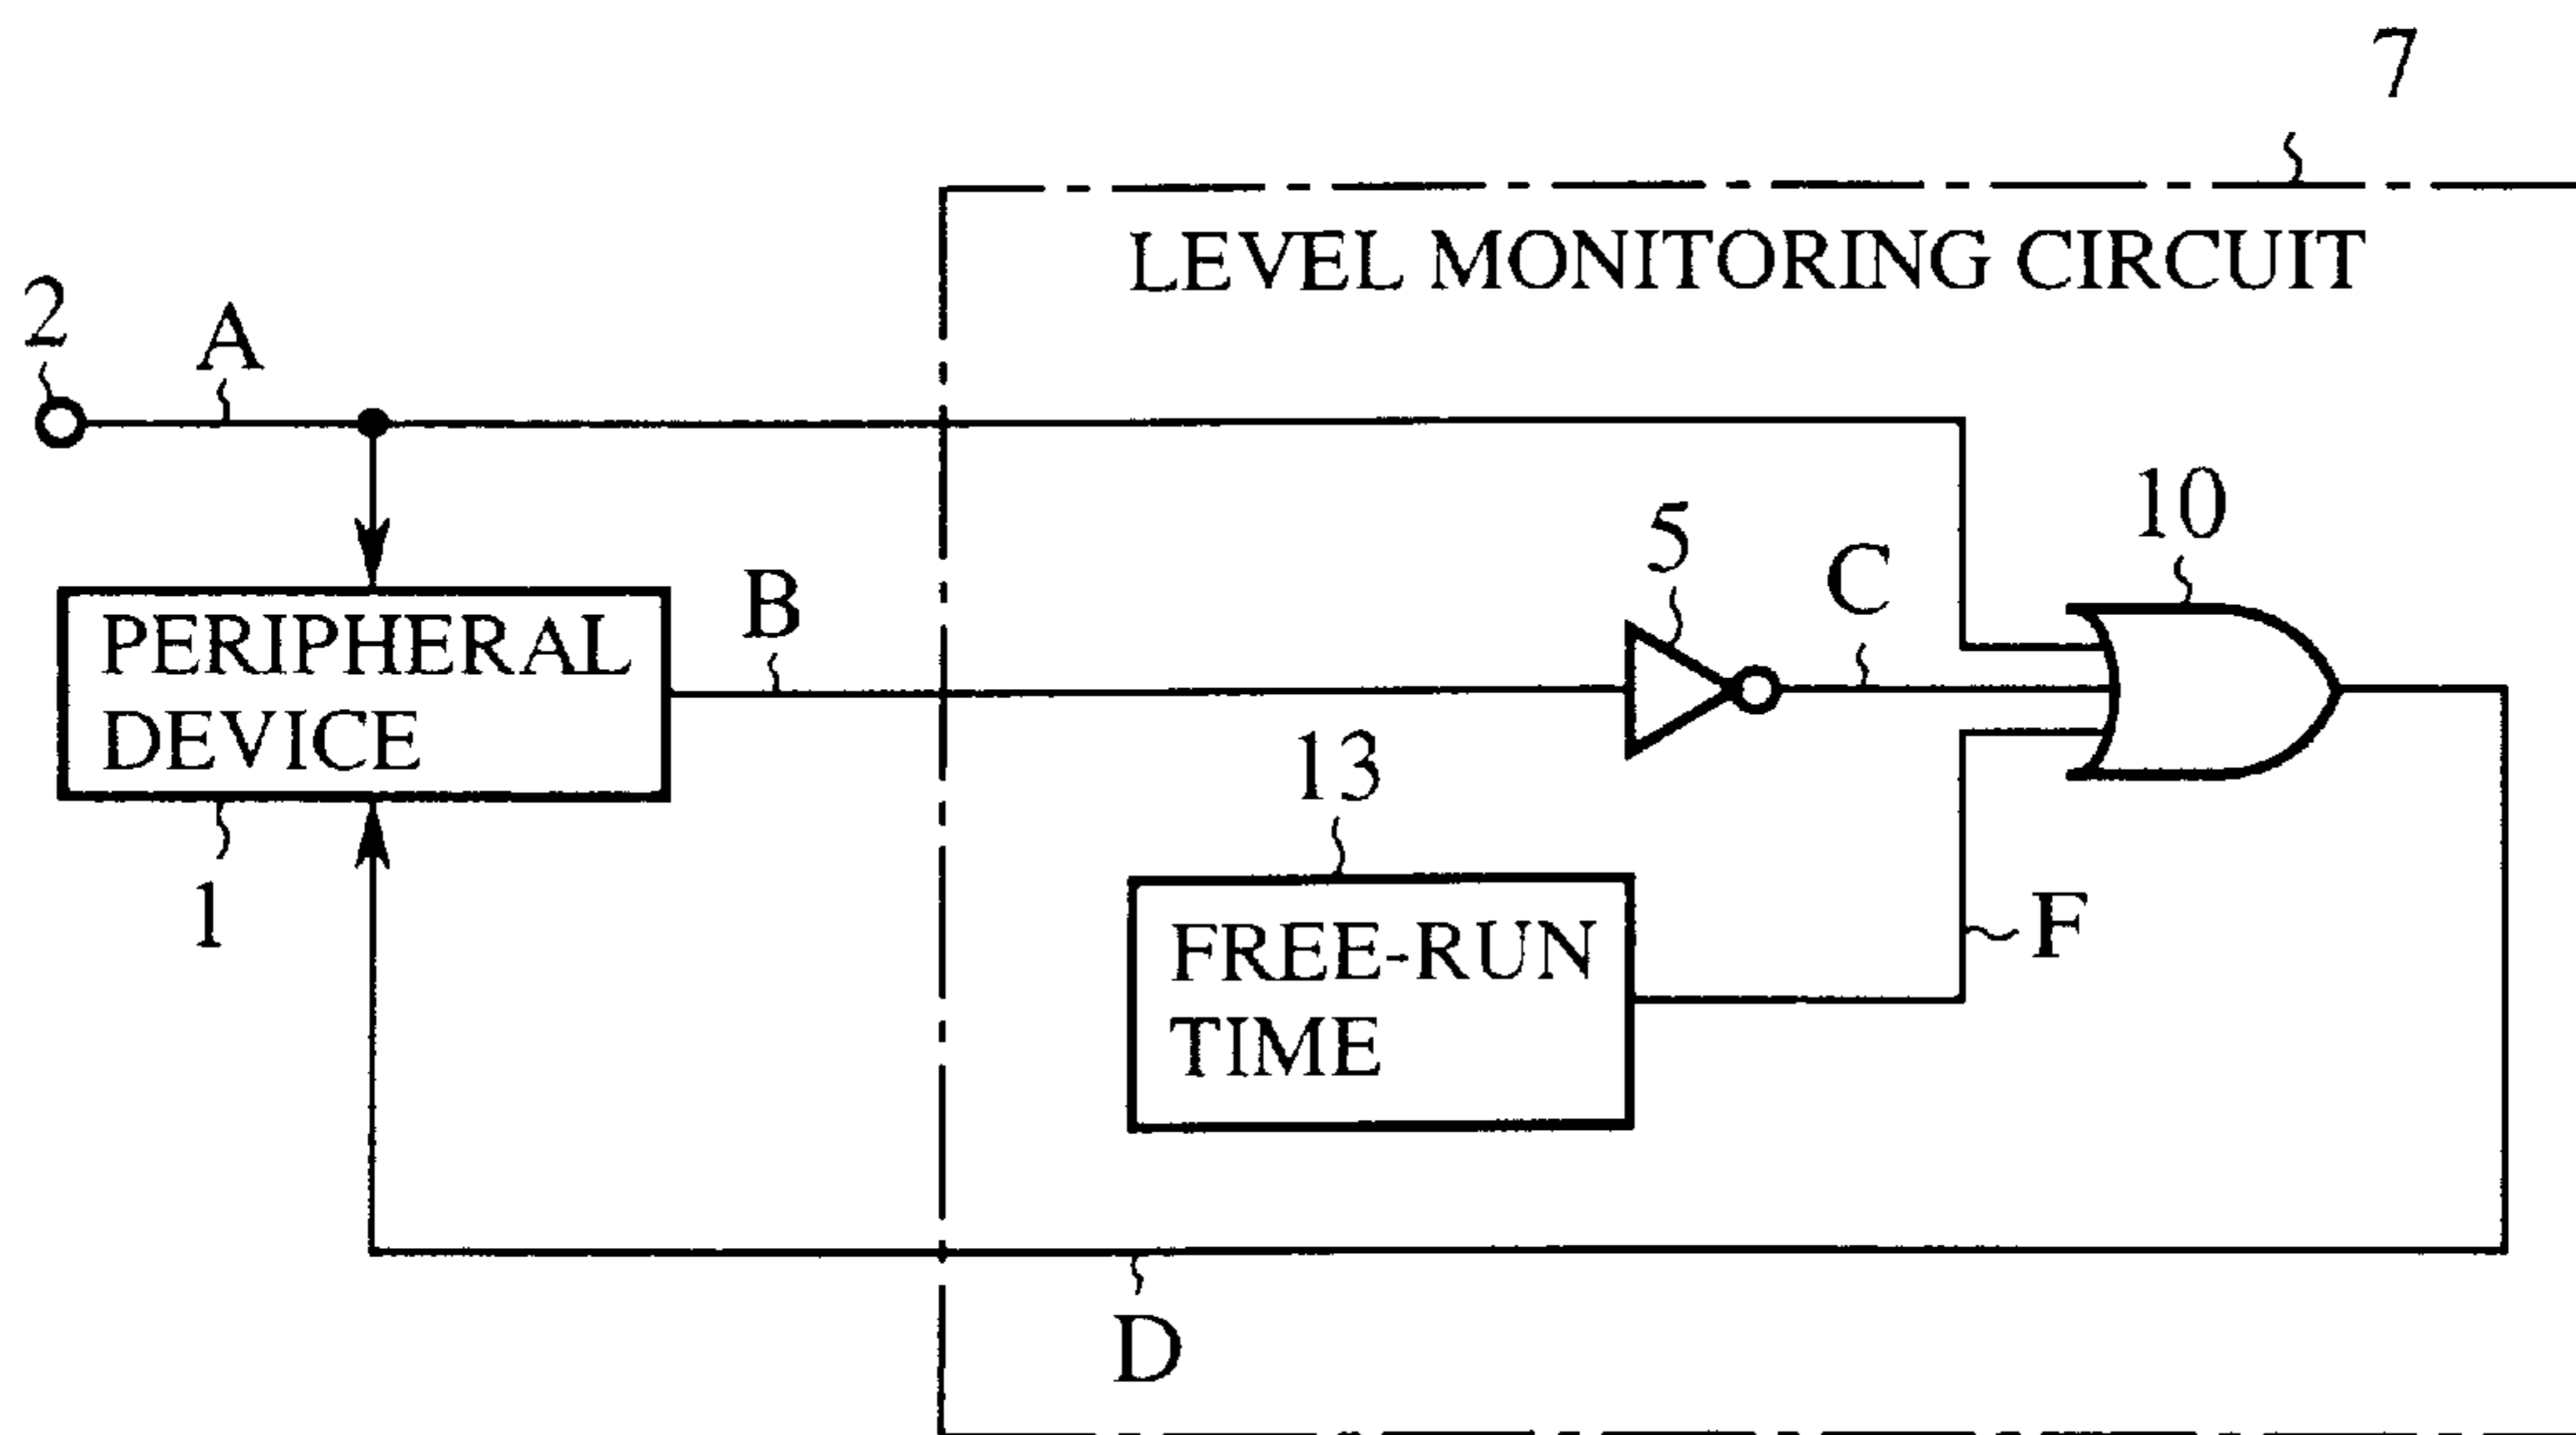 7
LEVEL MONITORING CIRCUIT
2
A
10
5
C
B
PERIPHERAL
DEVICE
13
1
F
FREE-RUN
TIME
D